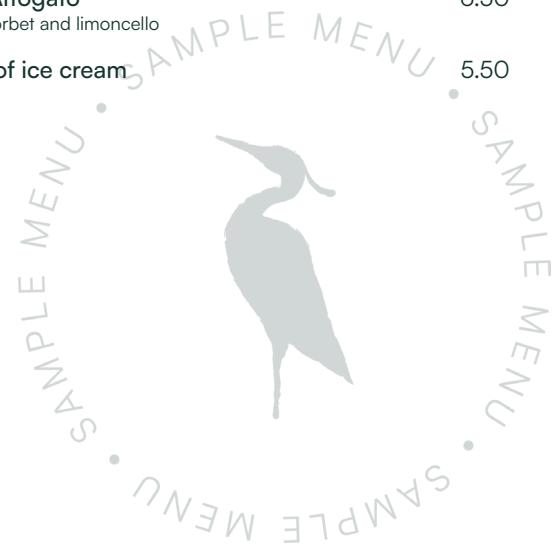 orbet and limoncello
of ice cream 5.50
SAMPLE MENU • SAMPLE MENU • SAMPLE MENU • SAMPLE MENU •